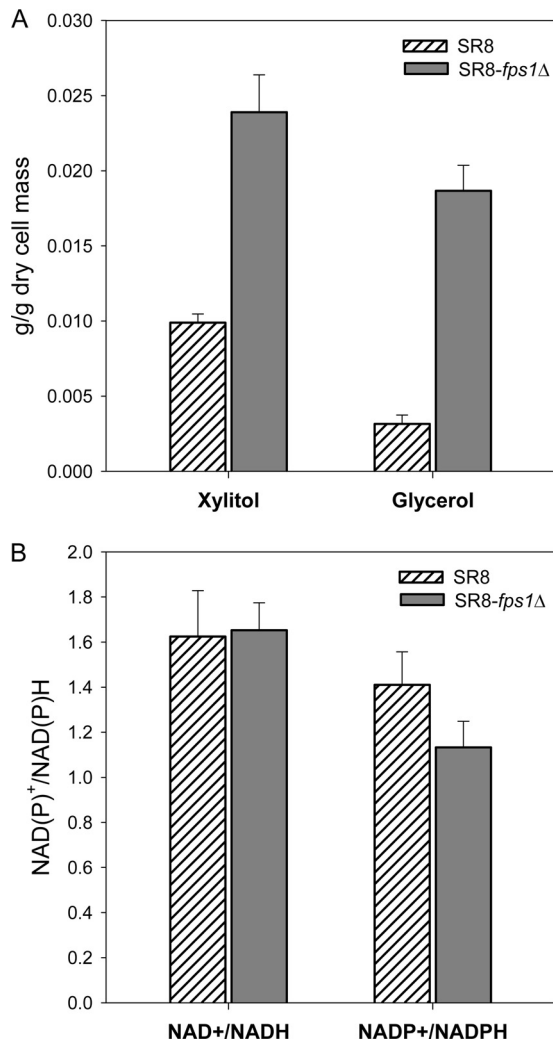 A
0.030
0.025
0.020
0.015
0.010
0.005
0.000
g/g dry cell mass
SR8
SR8-fps1Δ
Xylitol
Glycerol
B
2.0
1.8
1.6
1.4
1.2
1.0
0.8
0.6
0.4
0.2
0.0
NAD(P)⁺/NAD(P)H
SR8
SR8-fps1Δ
NAD+/NADH
NADP+/NADPH